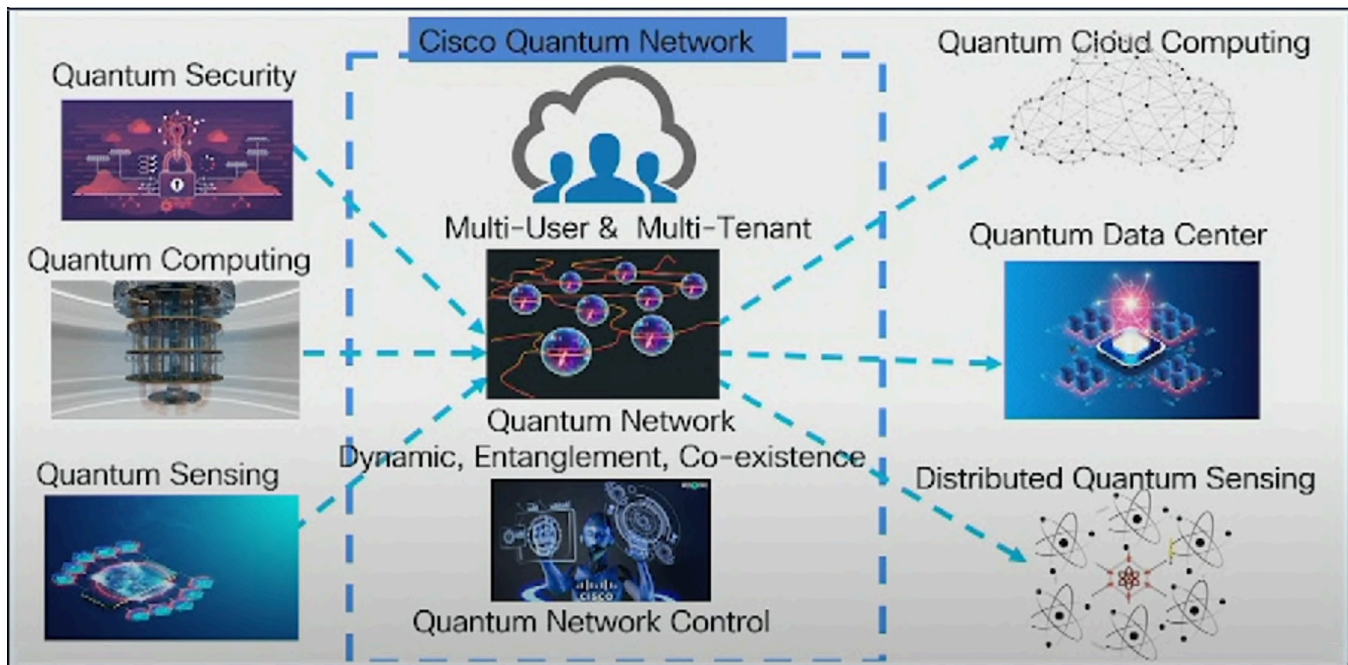 Cisco Quantum Network
Quantum Security
Quantum Computing
Quantum Sensing
Multi-User & Multi-Tenant
Quantum Network
Dynamic, Entanglement, Co-existence
CISCO
Quantum Network Control
Quantum Cloud Computing
Quantum Data Center
Distributed Quantum Sensing